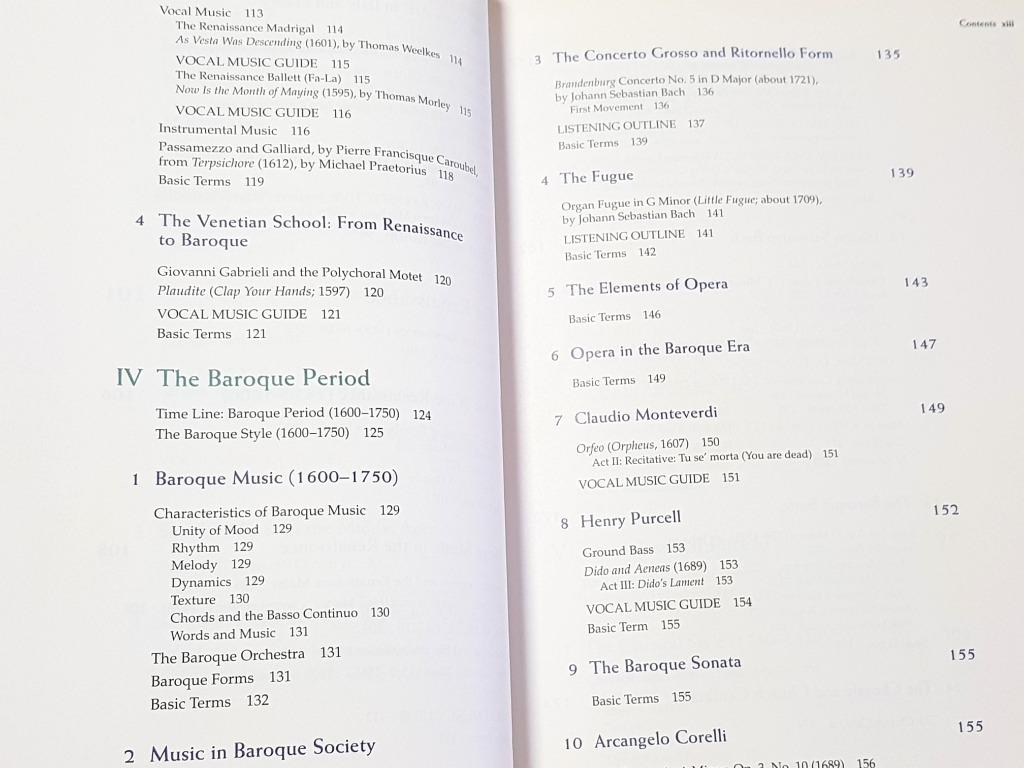 Vocal Music 113
The Renaissance Madrigal 114
As Vesta Was Descending (1601), by Thomas Weelkes 114
VOCAL MUSIC GUIDE 115
The Renaissance Ballett (Fa-La) 115
Now Is the Month of Maying (1595), by Thomas Morley 115
VOCAL MUSIC GUIDE 116
Instrumental Music 116
Passamezzo and Galliard, by Pierre Francisque Caroubel,
from Terpsichore (1612), by Michael Praetorius 118
Basic Terms 119
4 The Venetian School: From Renaissance
to Baroque
Giovanni Gabrieli and the Polychoral Motet 120
Plaudite (Clap Your Hands; 1597) 120
VOCAL MUSIC GUIDE 121
Basic Terms 121
IV The Baroque Period
Time Line: Baroque Period (1600–1750) 124
The Baroque Style (1600–1750) 125
1 Baroque Music (1600–1750)
Characteristics of Baroque Music 129
Unity of Mood 129
Rhythm 129
Melody 129
Dynamics 129
Texture 130
Chords and the Basso Continuo 130
Words and Music 131
The Baroque Orchestra 131
Baroque Forms 131
Basic Terms 132
2 Music in Baroque Society
Contents xiii
3 The Concerto Grosso and Ritornello Form 135
Brandenburg Concerto No. 5 in D Major (about 1721),
by Johann Sebastian Bach 136
First Movement 136
LISTENING OUTLINE 137
Basic Terms 139
4 The Fugue 139
Organ Fugue in G Minor (Little Fugue; about 1709),
by Johann Sebastian Bach 141
LISTENING OUTLINE 141
Basic Terms 142
5 The Elements of Opera 143
Basic Terms 146
6 Opera in the Baroque Era 147
Basic Terms 149
7 Claudio Monteverdi 149
Orfeo (Orpheus, 1607) 150
Act II: Recitative: Tu se' morta (You are dead) 151
VOCAL MUSIC GUIDE 151
8 Henry Purcell 152
Ground Bass 153
Dido and Aeneas (1689) 153
Act III: Dido's Lament 153
VOCAL MUSIC GUIDE 154
Basic Term 155
9 The Baroque Sonata 155
Basic Terms 155
10 Arcangelo Corelli 155
Op. 3, No. 10 (1689) 156